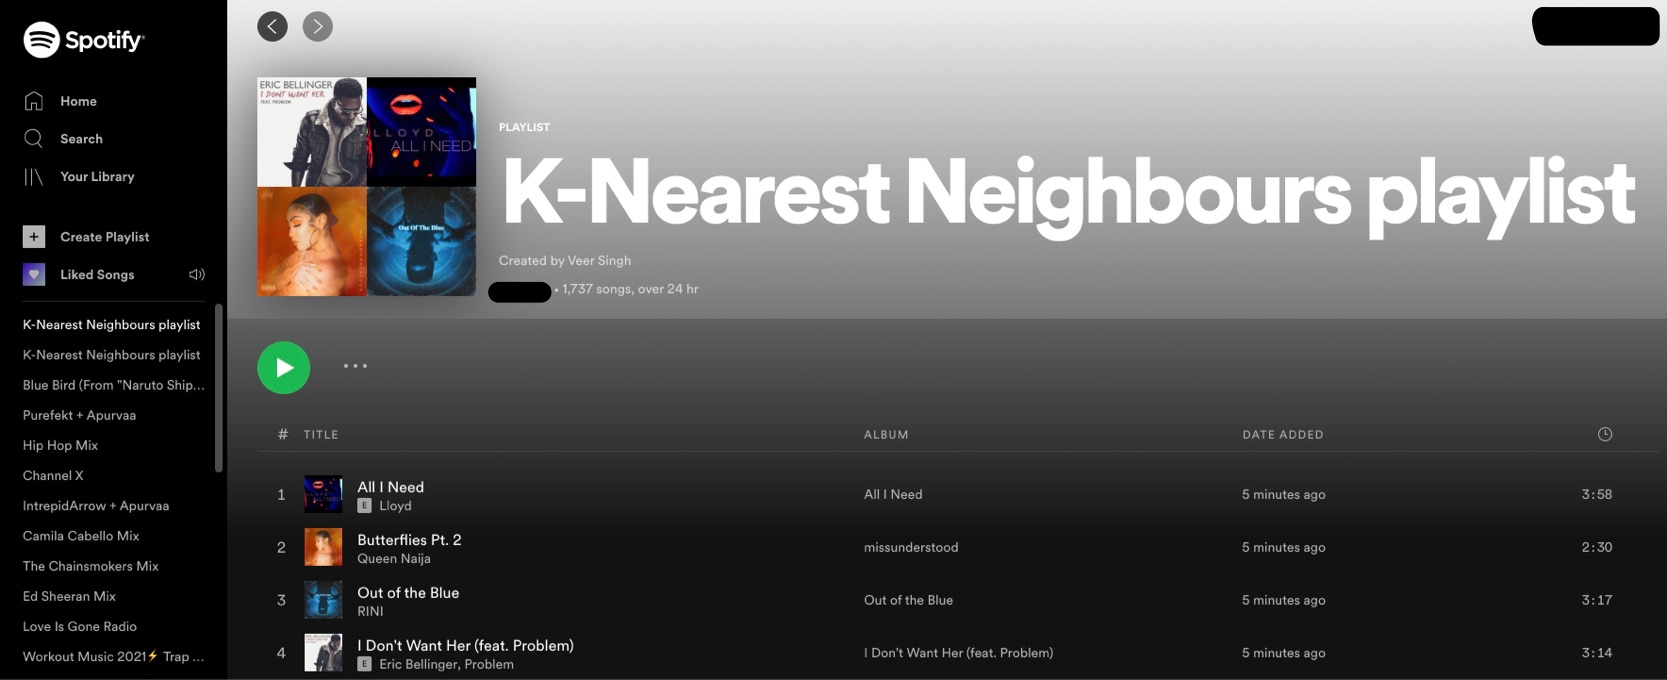 Spotify®
Home
Search
Your Library
Create Playlist
Liked Songs
K-Nearest Neighbours playlist
K-Nearest Neighbours playlist
Blue Bird (From "Naruto Ship...
Purefekt + Apurvaa
Hip Hop Mix
Channel X
IntrepidArrow + Apurvaa
Camila Cabello Mix
The Chainsmokers Mix
Ed Sheeran Mix
Love Is Gone Radio
Workout Music 2021⚡ Trap ...
ERIC BELLINGER
I DONT WANT HER
FEAT. PROBLEM
LLOYD
ALL I NEED
Out Of The Blue
PLAYLIST
K-Nearest Neighbours playlist
Created by Veer Singh
• 1,737 songs, over 24 hr
# TITLE ALBUM DATE ADDED
1 All I Need All I Need 5 minutes ago 3:58
E Lloyd
2 Butterflies Pt. 2 missunderstood 5 minutes ago 2:30
Queen Naija
3 Out of the Blue Out of the Blue 5 minutes ago 3:17
RINI
4 I Don't Want Her (feat. Problem) I Don't Want Her (feat. Problem) 5 minutes ago 3:14
E Eric Bellinger, Problem